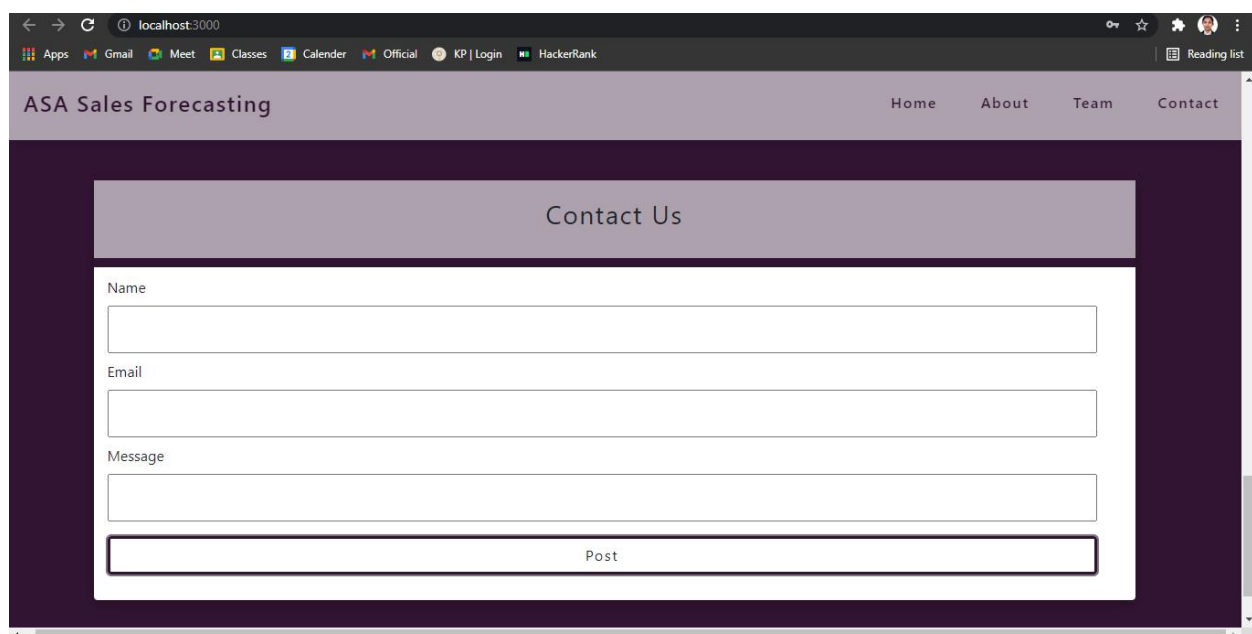 localhost:3000
Apps Gmail Meet Classes 2 Calender Official KP | Login H HackerRank Reading list
ASA Sales Forecasting Home About Team Contact
Contact Us
Name
Email
Message
Post